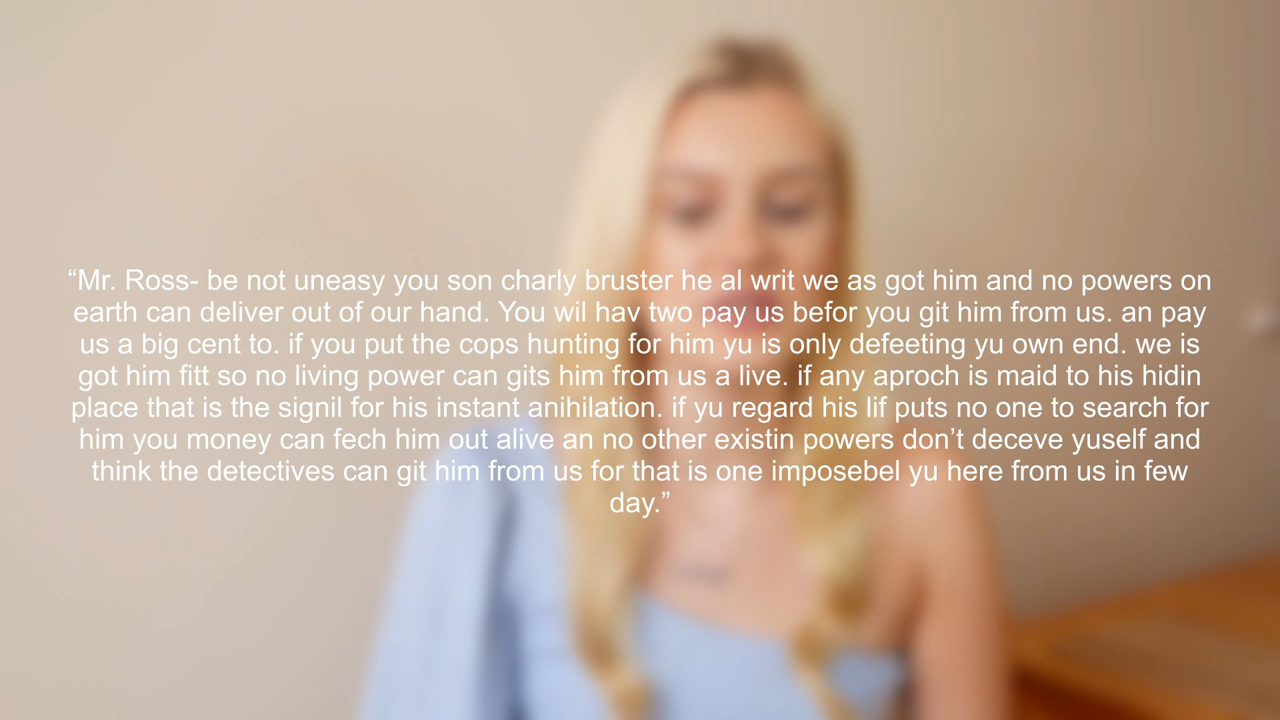 “Mr. Ross- be not uneasy you son charly bruster he al writ we as got him and no powers on
earth can deliver out of our hand. You wil hav two pay us befor you git him from us. an pay
us a big cent to. if you put the cops hunting for him yu is only defeeting yu own end. we is
got him fitt so no living power can gits him from us a live. if any aproch is maid to his hidin
place that is the signil for his instant anihilation. if yu regard his lif puts no one to search for
him you money can fech him out alive an no other existin powers don’t deceve yuself and
think the detectives can git him from us for that is one imposebel yu here from us in few
day.”